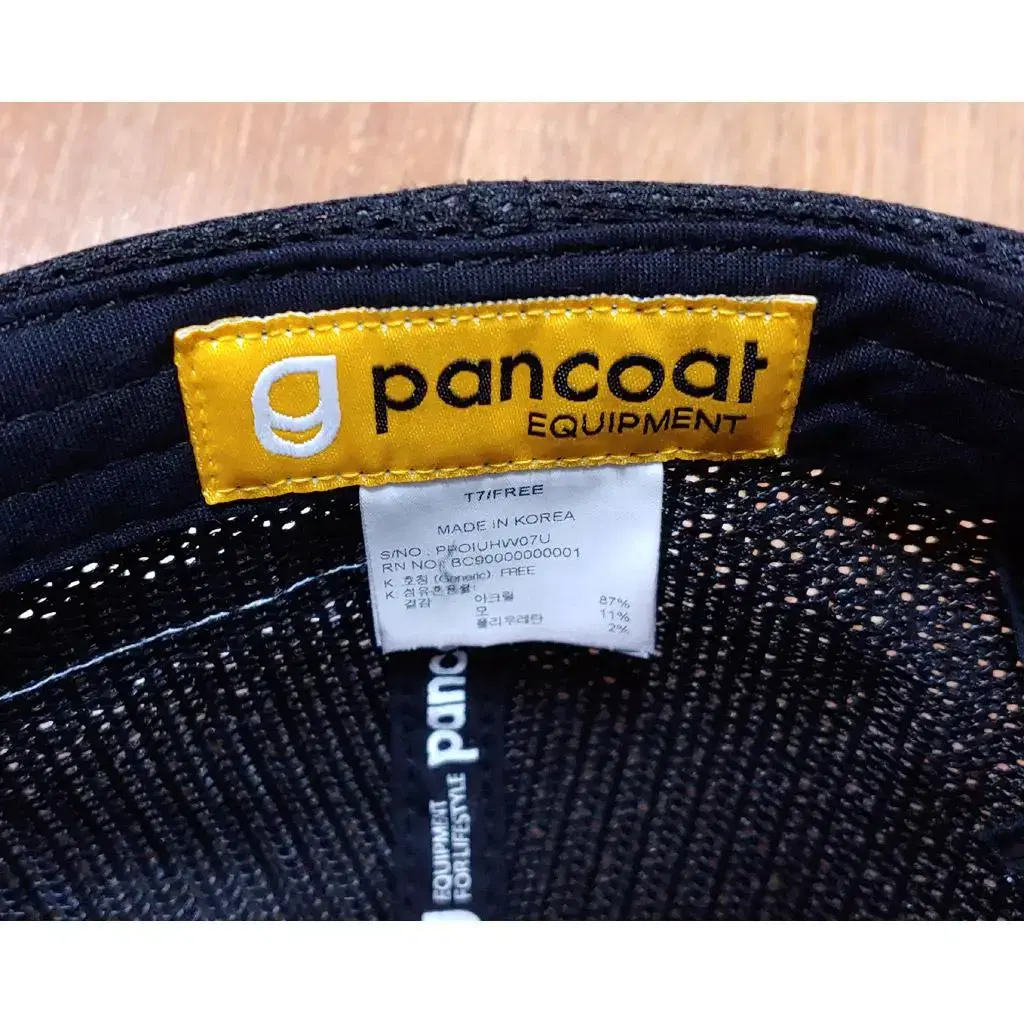 pancoat
EQUIPMENT
T7/FREE
MADE IN KOREA
S/NO : PPOIUHW07U
RN NO : BC90000000001
K: 호칭 (Generic): FREE
K: 섬유혼용율:
겉감 아크릴 87%
모 11%
폴리우레탄 2%
panc
EQUIPMENT
FOR LIFESTYLE